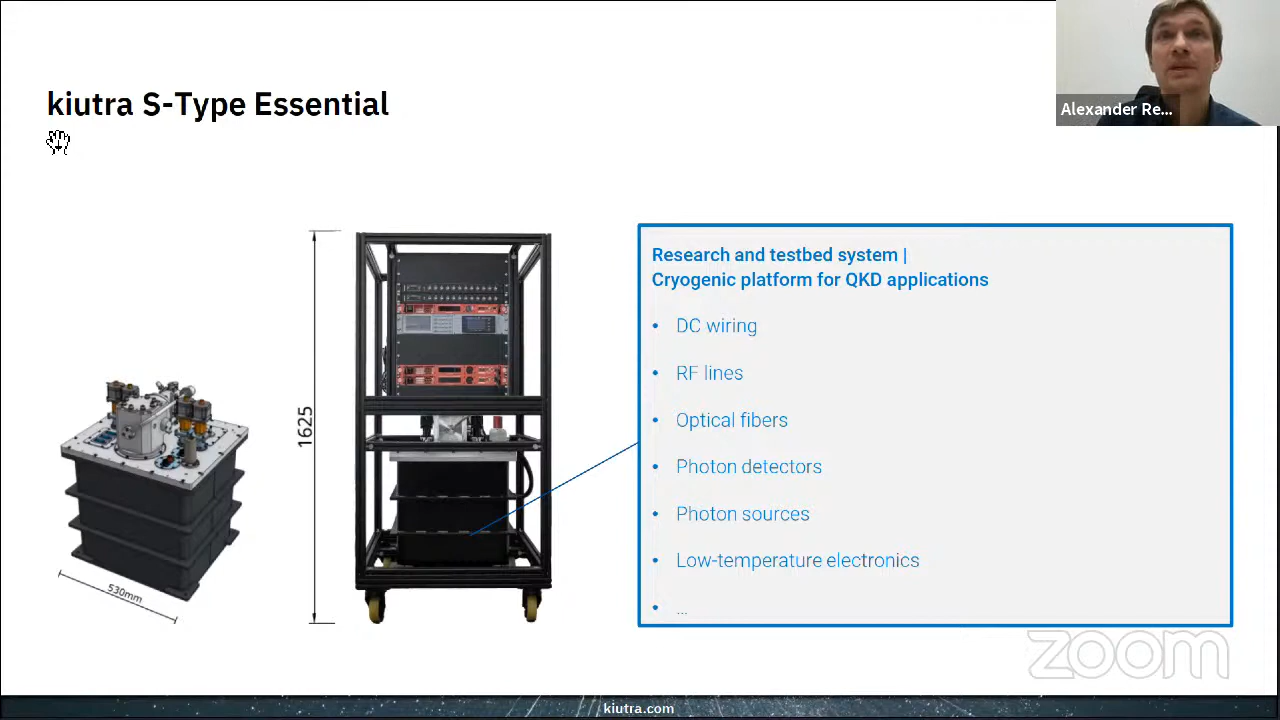 kiutra S-Type Essential
Alexander Re...
Research and testbed system |
Cryogenic platform for QKD applications
• DC wiring
• RF lines
• Optical fibers
• Photon detectors
• Photon sources
• Low-temperature electronics
• ...
1625
530mm
zoom
kiutra.com